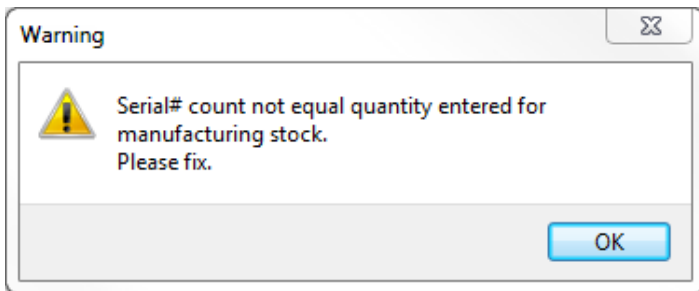 Warning
Serial# count not equal quantity entered for
manufacturing stock.
Please fix.
OK